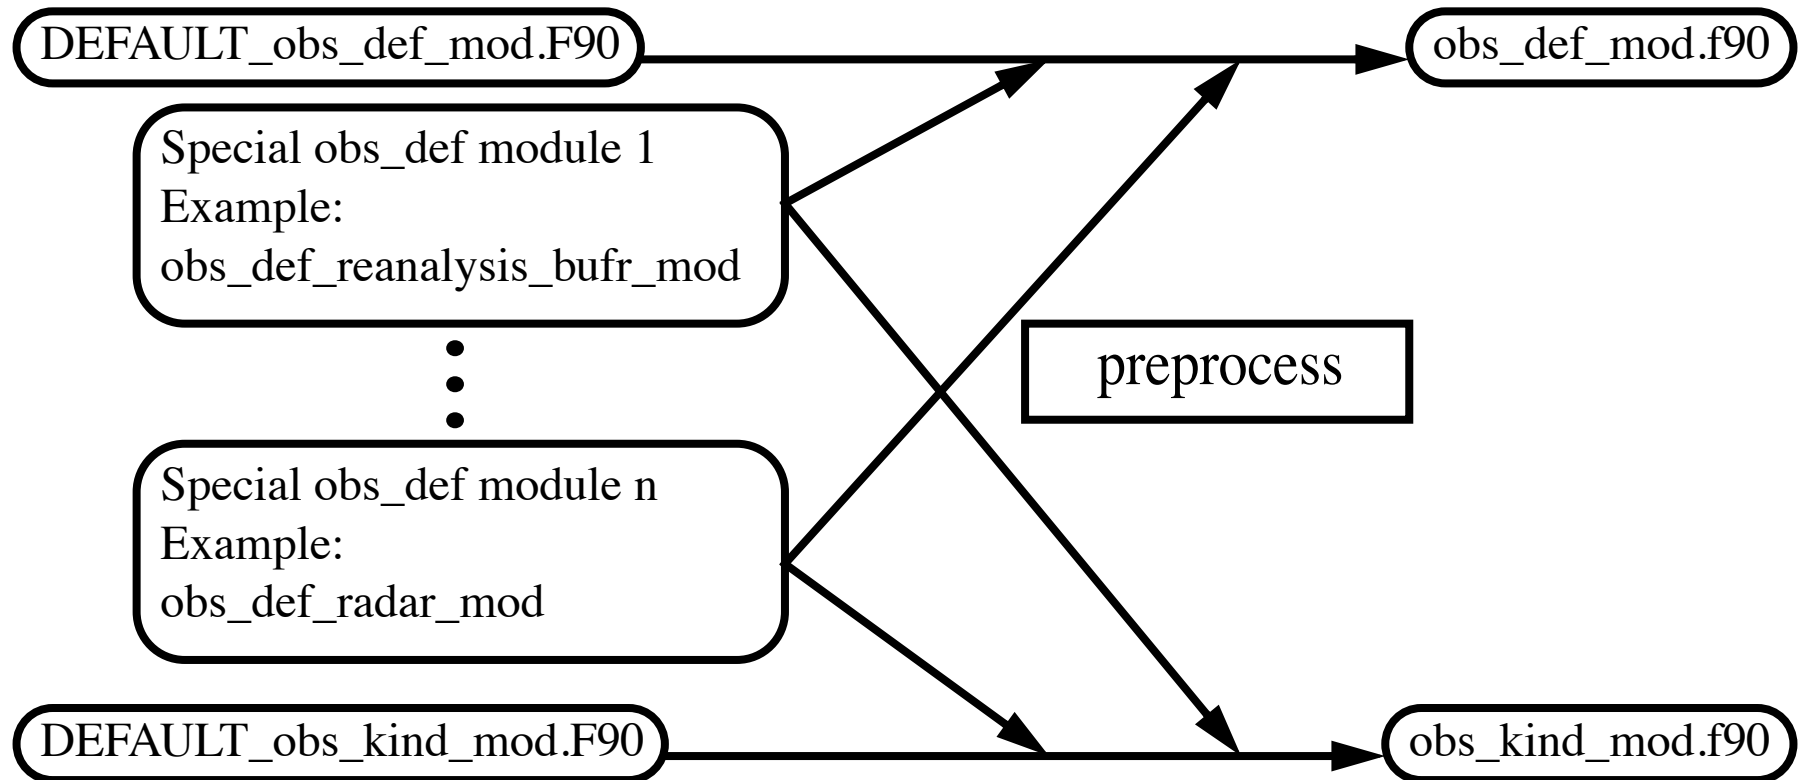 DEFAULT_obs_def_mod.F90
obs_def_mod.f90
Special obs_def module 1
Example:
obs_def_reanalysis_bufr_mod
preprocess
Special obs_def module n
Example:
obs_def_radar_mod
DEFAULT_obs_kind_mod.F90
obs_kind_mod.f90